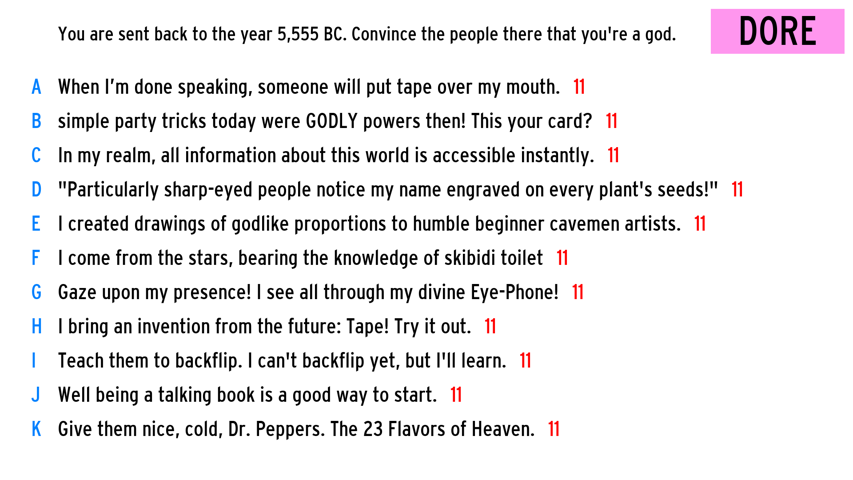 You are sent back to the year 5,555 BC. Convince the people there that you're a god.
DORE
A When I'm done speaking, someone will put tape over my mouth. 11
B simple party tricks today were GODLY powers then! This your card? 11
C In my realm, all information about this world is accessible instantly. 11
D "Particularly sharp-eyed people notice my name engraved on every plant's seeds!" 11
E I created drawings of godlike proportions to humble beginner cavemen artists. 11
F I come from the stars, bearing the knowledge of skibidi toilet 11
G Gaze upon my presence! I see all through my divine Eye-Phone! 11
H I bring an invention from the future: Tape! Try it out. 11
I Teach them to backflip. I can't backflip yet, but I'll learn. 11
J Well being a talking book is a good way to start. 11
K Give them nice, cold, Dr. Peppers. The 23 Flavors of Heaven. 11